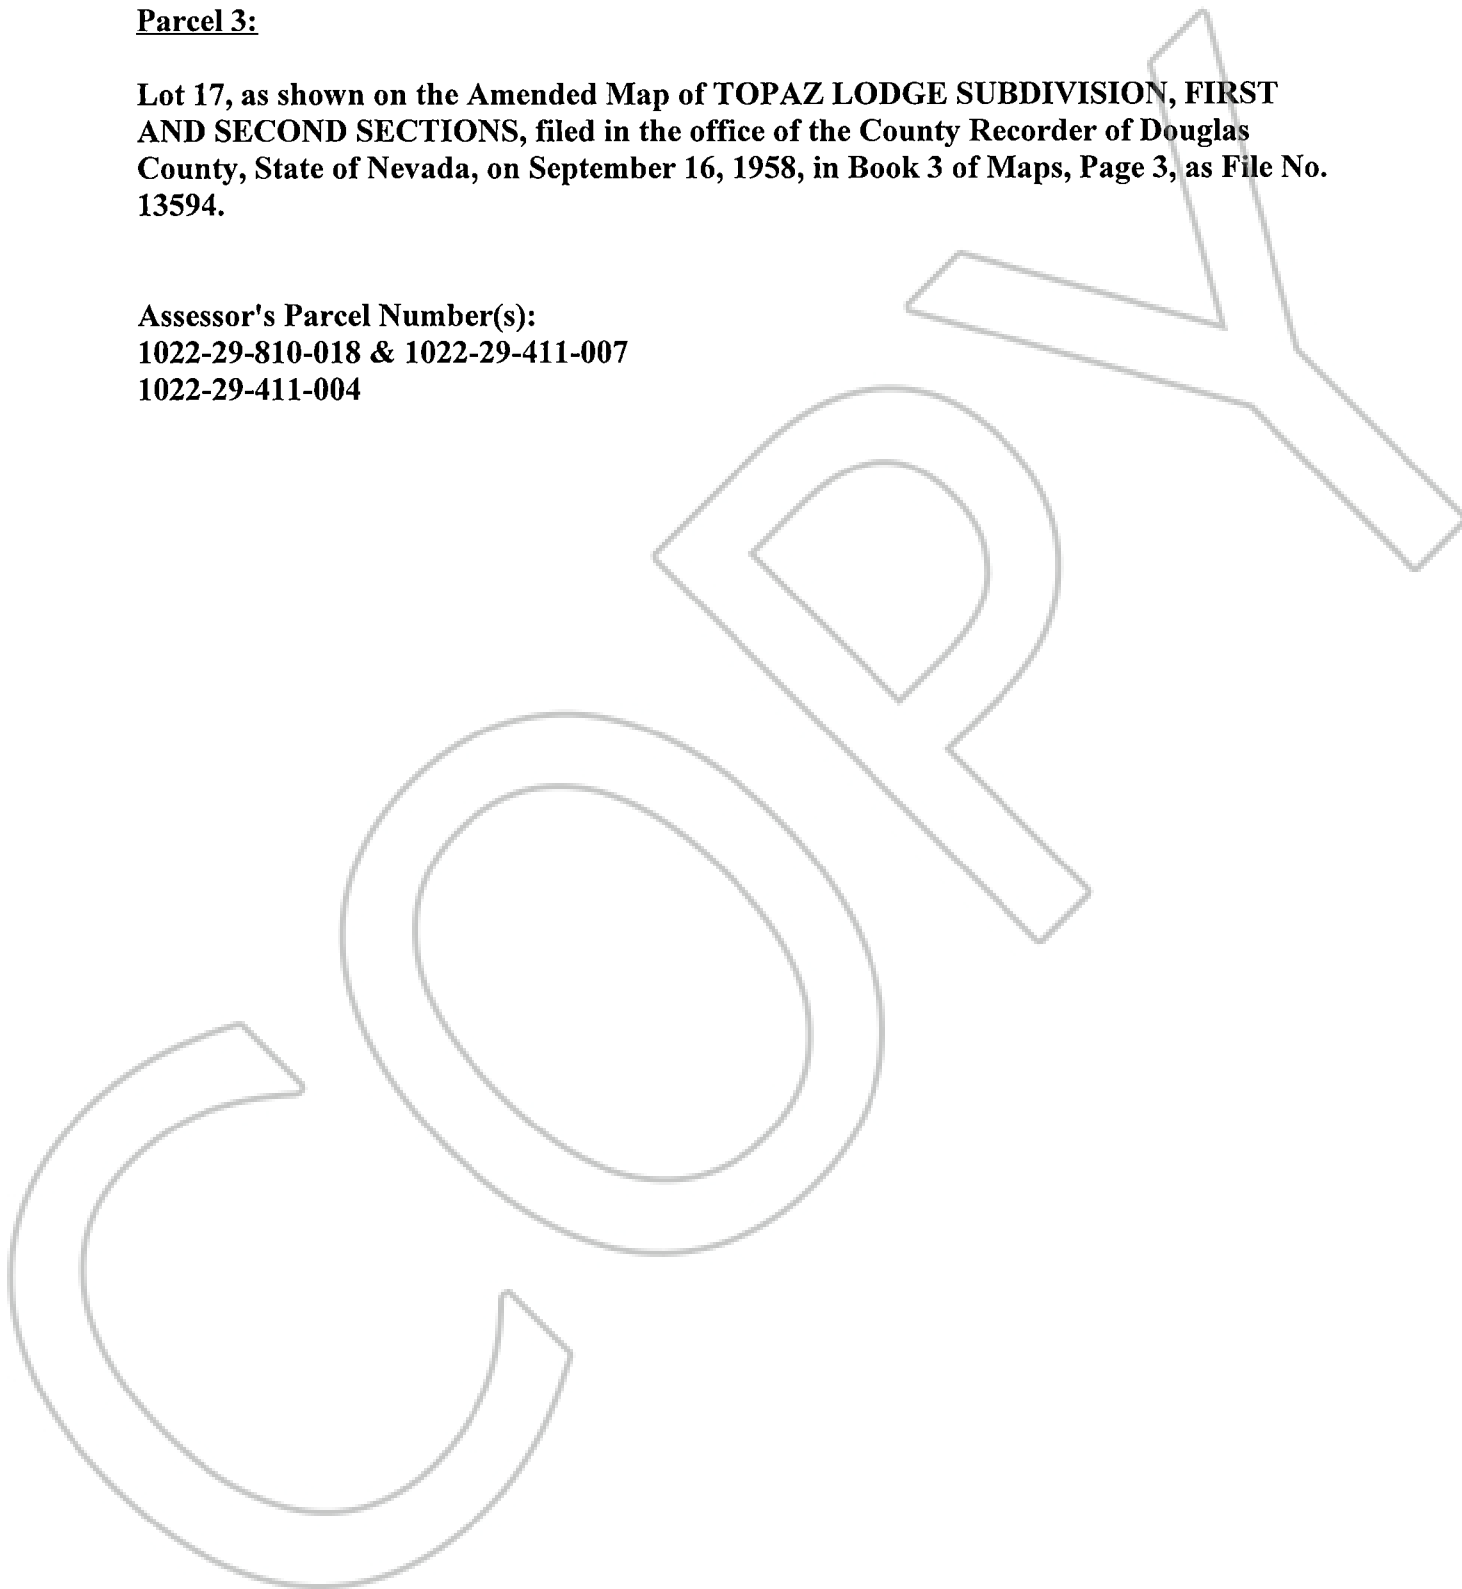 Parcel 3:
Lot 17, as shown on the Amended Map of TOPAZ LODGE SUBDIVISION, FIRST
AND SECOND SECTIONS, filed in the office of the County Recorder of Douglas
County, State of Nevada, on September 16, 1958, in Book 3 of Maps, Page 3, as File No.
13594.
Assessor's Parcel Number(s):
1022-29-810-018 & 1022-29-411-007
1022-29-411-004
COPY